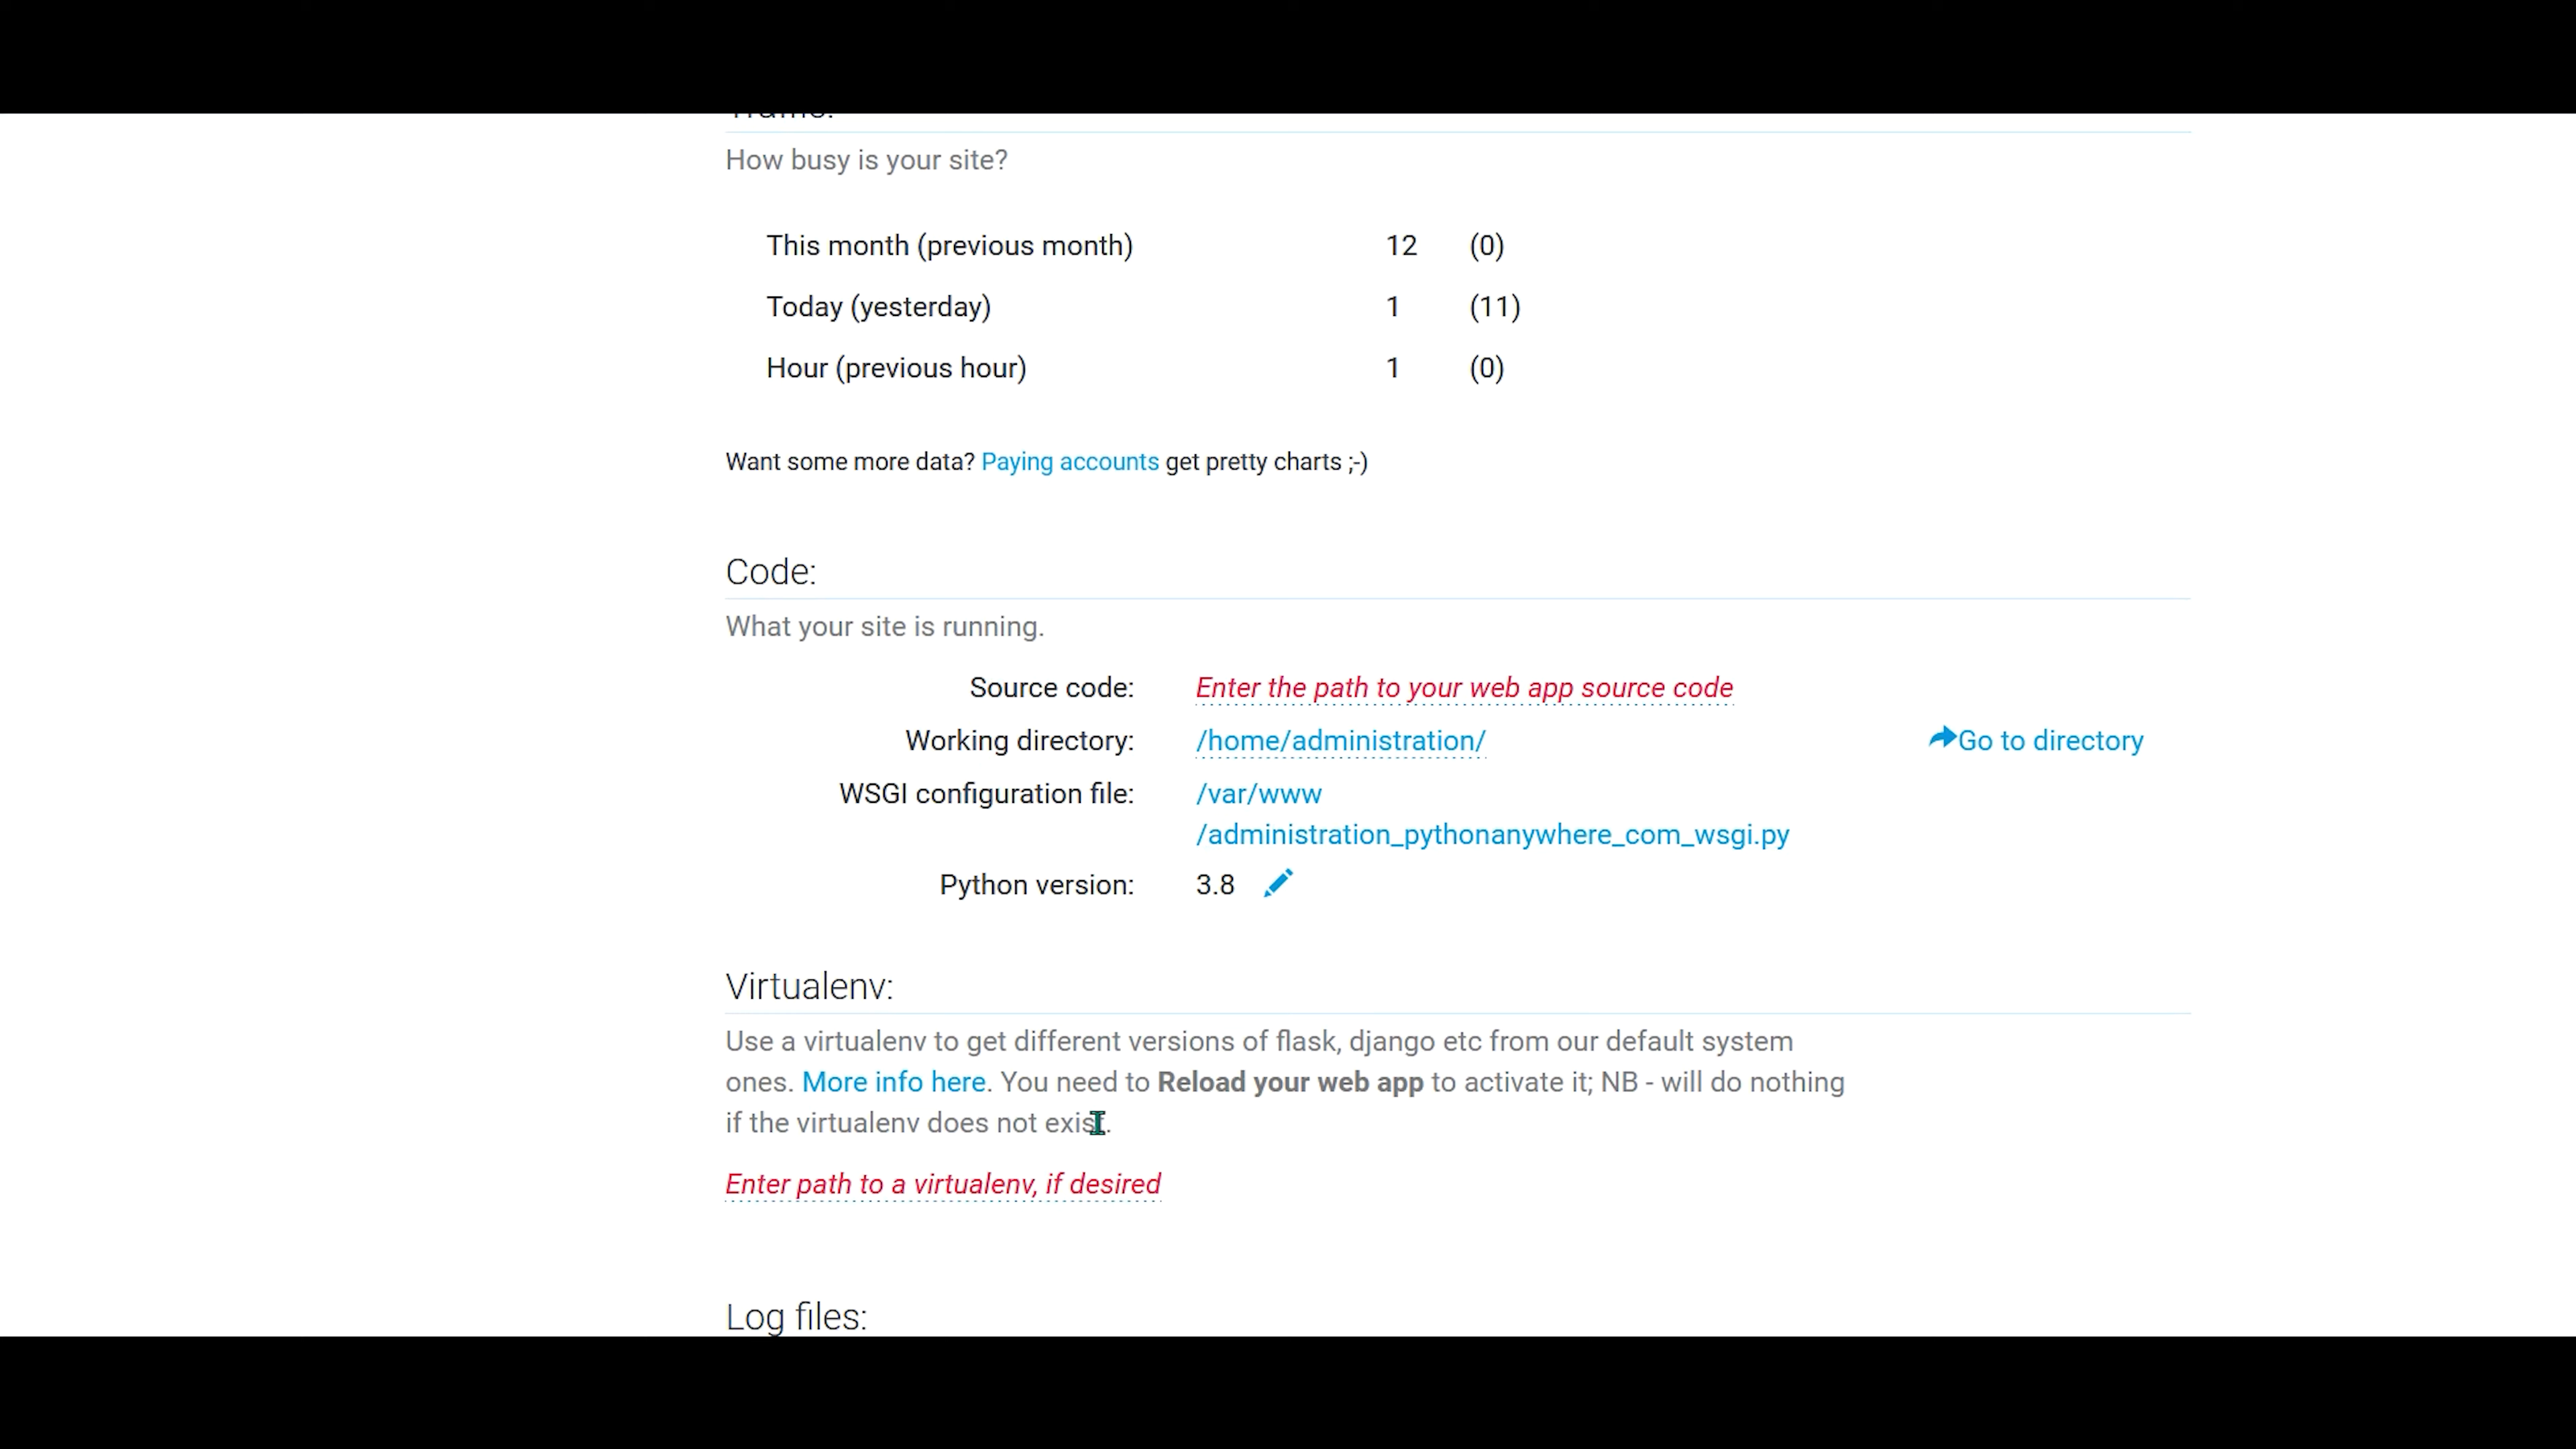 How busy is your site?
This month (previous month) 12 (0)
Today (yesterday) 1 (11)
Hour (previous hour) 1 (0)
Want some more data? Paying accounts get pretty charts ;-)
Code:
What your site is running.
Source code: Enter the path to your web app source code
Working directory: /home/administration/ Go to directory
WSGI configuration file: /var/www
/administration_pythonanywhere_com_wsgi.py
Python version: 3.8
Virtualenv:
Use a virtualenv to get different versions of flask, django etc from our default system
ones. More info here. You need to Reload your web app to activate it; NB - will do nothing
if the virtualenv does not exist.
Enter path to a virtualenv, if desired
Log files: